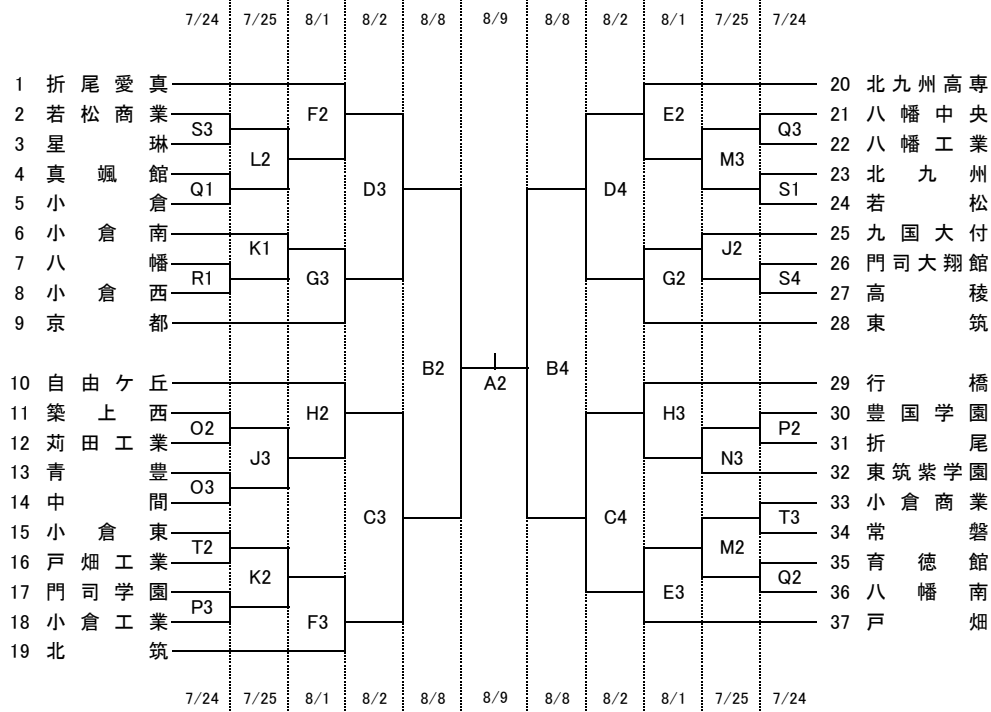 7/24 7/25 8/1 8/2 8/8 8/9 8/8 8/2 8/1 7/25 7/24
1 折尾愛真 20 北九州高専
2 若松商業 F2 E2 21 八幡中央
S3 Q3
3 星琳 L2 M3 22 八幡工業
4 真颯館 23 北九州
Q1 D3 D4 S1
5 小倉 24 若松
6 小倉南 25 九国大付
K1 J2
7 八幡 26 門司大翔館
R1 G3 G2 S4
8 小倉西 27 高稜
9 京都 28 東筑
B2 B4
10 自由ケ丘 A2 29 行橋
11 築上西 H2 H3 30 豊国学園
O2 P2
12 苅田工業 31 折尾
J3 N3
13 青豊 32 東筑紫学園
O3
14 中間 33 小倉商業
C3 C4 T3
15 小倉東 34 常磐
T2 M2
16 戸畑工業 35 育徳館
K2 Q2
17 門司学園 36 八幡南
P3 E3
18 小倉工業 F3 37 戸畑
19 北筑
7/24 7/25 8/1 8/2 8/8 8/9 8/8 8/2 8/1 7/25 7/24